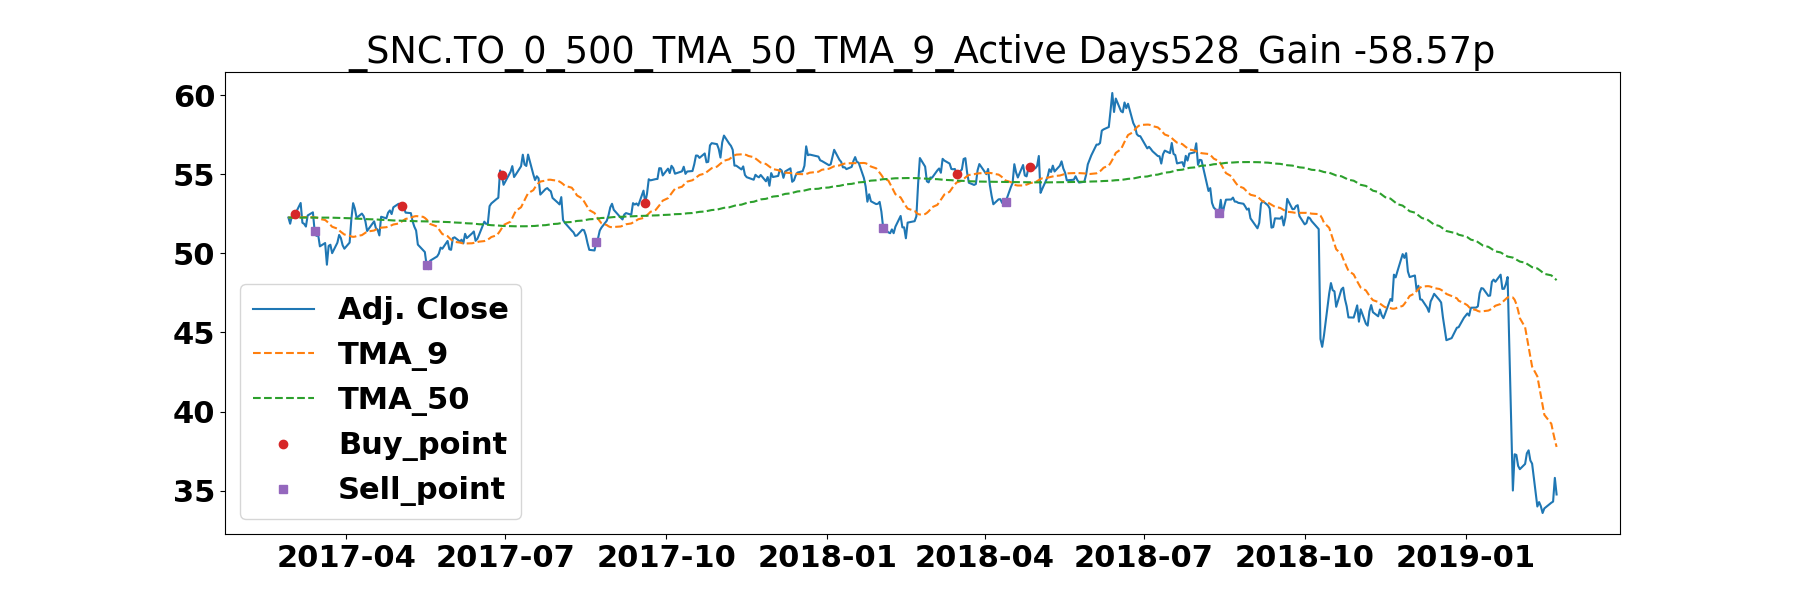 _SNC.TO_0_500_TMA_50_TMA_9_Active Days528_Gain -58.57p
60
55
50
45
40
35
Adj. Close
TMA_9
TMA_50
Buy_point
Sell_point
2017-04 2017-07 2017-10 2018-01 2018-04 2018-07 2018-10 2019-01